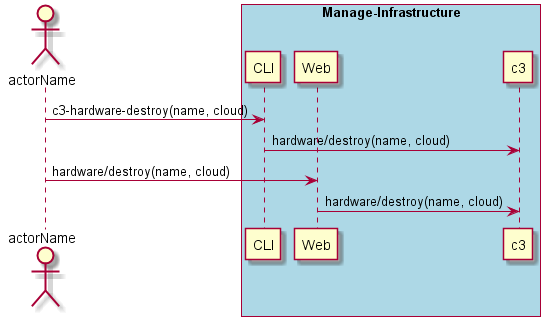 Manage-Infrastructure
actorName
CLI
Web
c3
c3-hardware-destroy(name, cloud)
hardware/destroy(name, cloud)
hardware/destroy(name, cloud)
hardware/destroy(name, cloud)
actorName
CLI
Web
c3